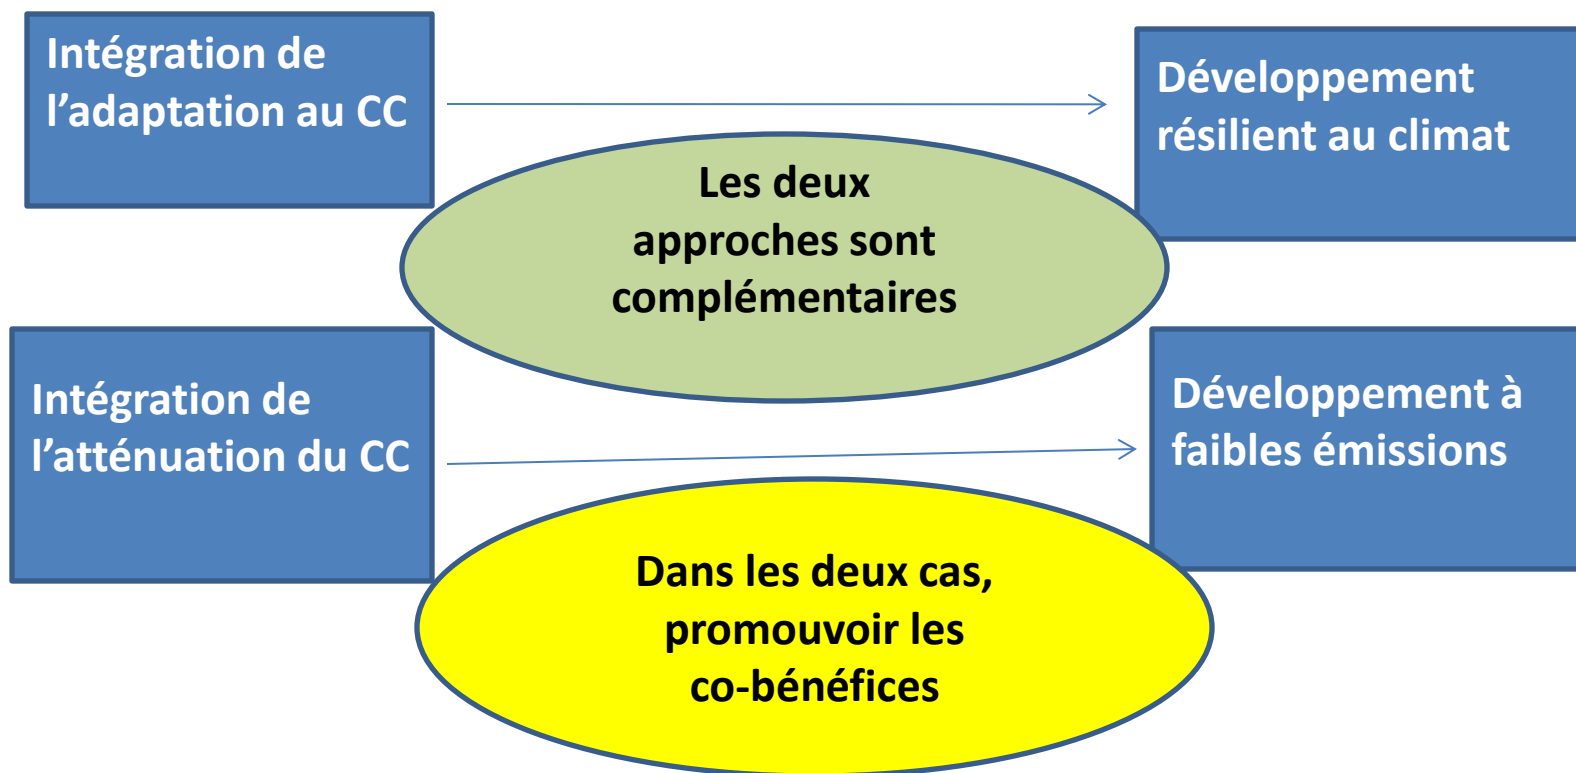 Intégration de
l’adaptation au CC
Développement
résilient au climat
Les deux
approches sont
complémentaires
Intégration de
l’atténuation du CC
Développement à
faibles émissions
Dans les deux cas,
promouvoir les
co-bénéfices